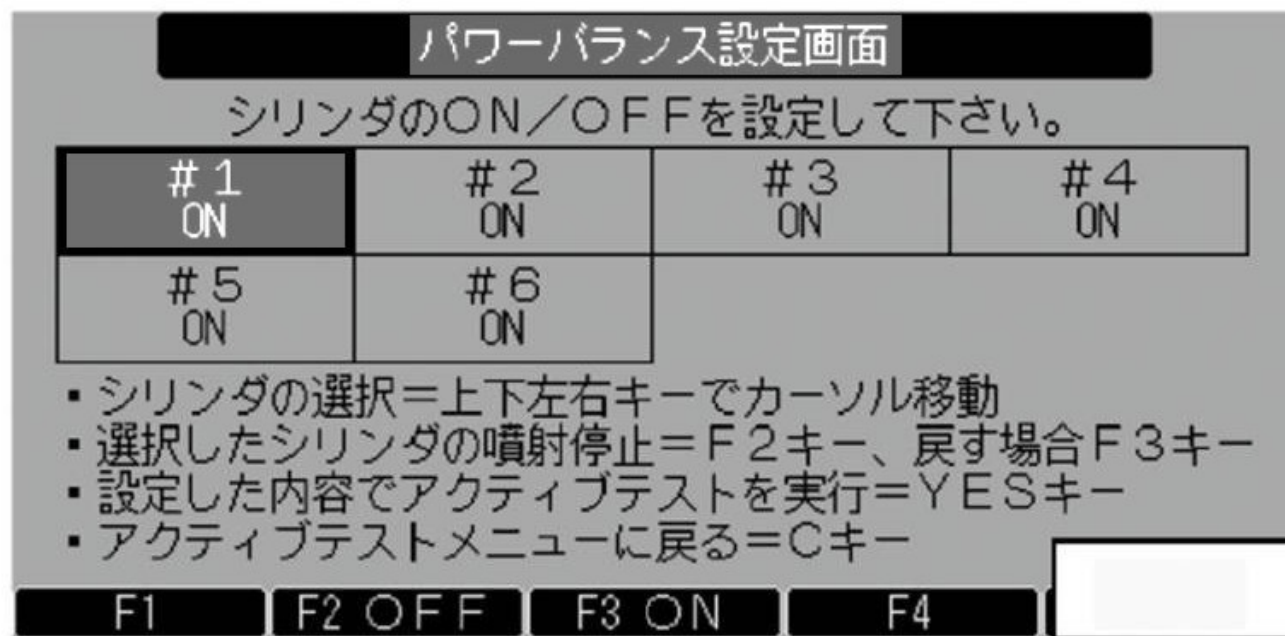 パワーバランス設定画面
シリンダのON／OFFを設定して下さい。
#1 #2 #3 #4
ON ON ON ON
#5 #6
ON ON
▪シリンダの選択＝上下左右キーでカーソル移動
▪選択したシリンダの噴射停止＝F2キー、戻す場合F3キー
▪設定した内容でアクティブテストを実行＝YESキー
▪アクティブテストメニューに戻る＝Cキー
F1 F2 OFF F3 ON F4